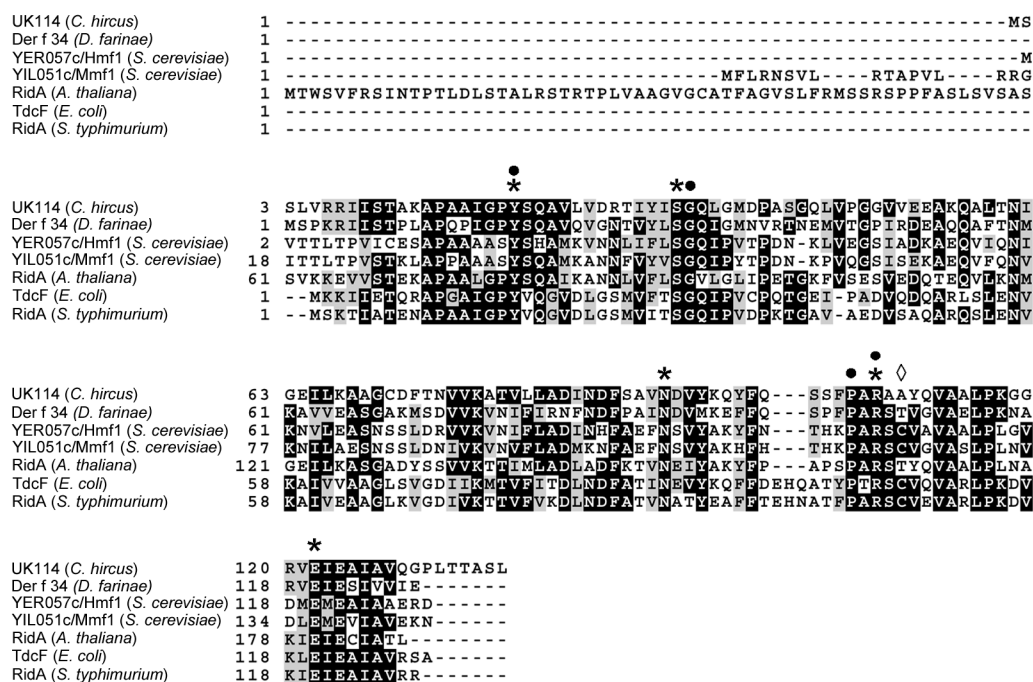 UK114 (C. hircus) 1 ------------------------------------------------------------MS
Der f 34 (D. farinae) 1 --------------------------------------------------------------
YER057c/Hmf1 (S. cerevisiae) 1 -------------------------------------------------------------M
YIL051c/Mmf1 (S. cerevisiae) 1 ------------------------------------MFLRNSVL----RTAPVL----RRG
RidA (A. thaliana) 1 MTWSVFRSINTPTLDLSTALRSTRTPLVAAGVGCATFAGVSLFRMSSRSPPFASLSVSAS
TdcF (E. coli) 1 --------------------------------------------------------------
RidA (S. typhimurium) 1 --------------------------------------------------------------
● 
* * ●
UK114 (C. hircus) 3 SLVRRIISTAKAPAAIGPYSQAVLVDRTIYISGQLGMDPASGQLVPGGVVEEAKQALTNI
Der f 34 (D. farinae) 1 MSPKRIISTPLAPQPIGPYSQAVQVGNTVYLSGQIGMNVRTNEMVTGPIRDEAQQAFTNM
YER057c/Hmf1 (S. cerevisiae) 2 VTTLTPVICESAPAAAASYSHAMKVNNLIFLSGQIPVTPDN-KLVEGSIADKAEQVIQNI
YIL051c/Mmf1 (S. cerevisiae) 18 ITTLTPVSTKLAPPAAASYSQAMKANNFVYVSGQIPYTPDN-KPVQGSISEKAEQVFQNV
RidA (A. thaliana) 61 SVKKEVVSTEKAPAALGPYSQAIKANNLVFLSGVLGLIPETGKFVSESVEDQTEQVLKNM
TdcF (E. coli) 1 --MKKIIETQRAPGAIGPYVQGVDLGSMVFTSGQIPVCPQTGEI-PADVQDQARLSLENV
RidA (S. typhimurium) 1 --MSKTIATENAPAAIGPYVQGVDLGSMVITSGQIPVDPKTGAV-AEDVSAQARQSLENV
●
* ● * ◊
UK114 (C. hircus) 63 GEILKAAGCDFTNVVKATVLLADINDFSAVNDVYKQYFQ---SSFPARAAYQVAALPKGG
Der f 34 (D. farinae) 61 KAVVEASGAKMSDVVKVNIFIRNFNDFPAINDVMKEFFQ---SPFPARSTVGVAELPKNA
YER057c/Hmf1 (S. cerevisiae) 61 KNVLEASNSSLDRVVKVNIFLADINHFAEFNSVYAKYFN---THKPARSCVAVAALPLGV
YIL051c/Mmf1 (S. cerevisiae) 77 KNILAESNSSLDNIVKVNVFLADMKNFAEFNSVYAKHFH---THKPARSCVGVASLPLNV
RidA (A. thaliana) 121 GEILKASGADYSSVVKTTIMLADLADFKTVNEIYAKYFP---APSPARSTYQVAALPLNA
TdcF (E. coli) 58 KAIVVAAGLSVGDIIKMTVFITDLNDFATINEVYKQFFDEHQATYPTRSCVQVARLPKDV
RidA (S. typhimurium) 58 KAIVEAAGLKVGDIVKTTVFVKDLNDFATVNATYEAFFTEHNATFPARSCVEVARLPKDV
*
UK114 (C. hircus) 120 RVEIEAIAVQGPLTTASL
Der f 34 (D. farinae) 118 RVEIESIVVIE-------
YER057c/Hmf1 (S. cerevisiae) 118 DMEMEAIAAERD------
YIL051c/Mmf1 (S. cerevisiae) 134 DLEMEVIAVEKN------
RidA (A. thaliana) 178 KIEIECIATL--------
TdcF (E. coli) 118 KLEIEAIAVRSA------
RidA (S. typhimurium) 118 KIEIEAIAVRR-------